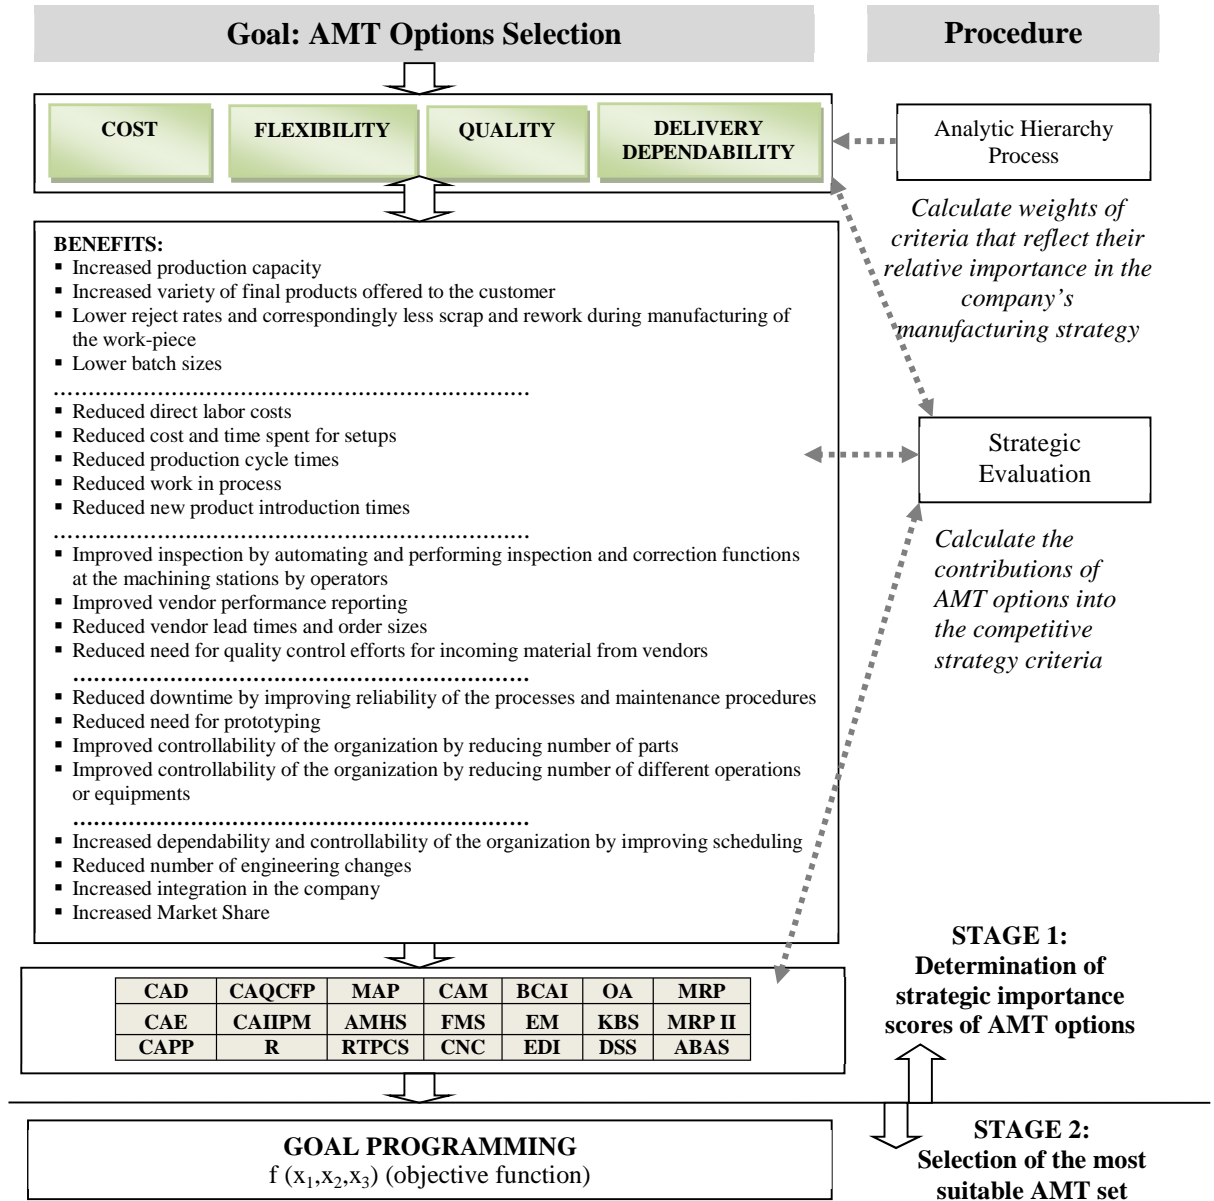 Goal: AMT Options Selection
Procedure
COST
FLEXIBILITY
QUALITY
DELIVERY
DEPENDABILITY
Analytic Hierarchy
Process
Calculate weights of
criteria that reflect their
relative importance in the
company's
manufacturing strategy
BENEFITS:
▪ Increased production capacity
▪ Increased variety of final products offered to the customer
▪ Lower reject rates and correspondingly less scrap and rework during manufacturing of
the work-piece
▪ Lower batch sizes
....................................................................
▪ Reduced direct labor costs
▪ Reduced cost and time spent for setups
▪ Reduced production cycle times
▪ Reduced work in process
▪ Reduced new product introduction times
....................................................................
▪ Improved inspection by automating and performing inspection and correction functions
at the machining stations by operators
▪ Improved vendor performance reporting
▪ Reduced vendor lead times and order sizes
▪ Reduced need for quality control efforts for incoming material from vendors
.................................................................
▪ Reduced downtime by improving reliability of the processes and maintenance procedures
▪ Reduced need for prototyping
▪ Improved controllability of the organization by reducing number of parts
▪ Improved controllability of the organization by reducing number of different operations
or equipments
.................................................................
▪ Increased dependability and controllability of the organization by improving scheduling
▪ Reduced number of engineering changes
▪ Increased integration in the company
▪ Increased Market Share
Strategic
Evaluation
Calculate the
contributions of
AMT options into
the competitive
strategy criteria
CAD CAQCFP MAP CAM BCAI OA MRP
CAE CAIIPM AMHS FMS EM KBS MRP II
CAPP R RTPCS CNC EDI DSS ABAS
STAGE 1:
Determination of
strategic importance
scores of AMT options
GOAL PROGRAMMING
f (x₁,x₂,x₃) (objective function)
STAGE 2:
Selection of the most
suitable AMT set